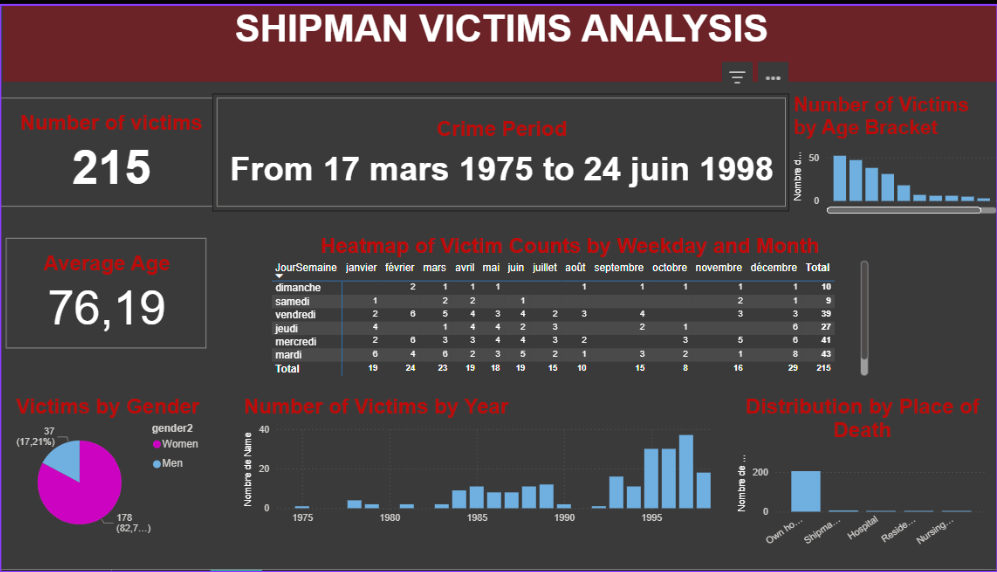 SHIPMAN VICTIMS ANALYSIS
Number of victims
215
Crime Period
From 17 mars 1975 to 24 juin 1998
Number of Victims
by Age Bracket
Nombre d...
50
0
Average Age
76,19
Heatmap of Victim Counts by Weekday and Month
JourSemaine janvier février mars avril mai juin juillet août septembre octobre novembre décembre Total
dimanche 2 1 1 1 1 1 1 1 1 10
samedi 1 2 2 1 2 1 9
vendredi 2 6 5 4 3 4 2 3 4 3 3 39
jeudi 4 1 4 4 2 3 2 1 6 27
mercredi 2 6 3 3 4 4 3 2 3 5 6 41
mardi 6 4 6 2 3 5 2 1 3 2 1 8 43
Total 19 24 23 19 18 19 15 10 15 8 16 29 215
Victims by Gender
37
(17,21%)
178
(82,7...)
gender2
Women
Men
Number of Victims by Year
Nombre de Name
40
20
0
1975 1980 1985 1990 1995
Distribution by Place of
Death
Nombre de ...
200
0
Own ho... Shipma... Hospital Reside... Nursing...